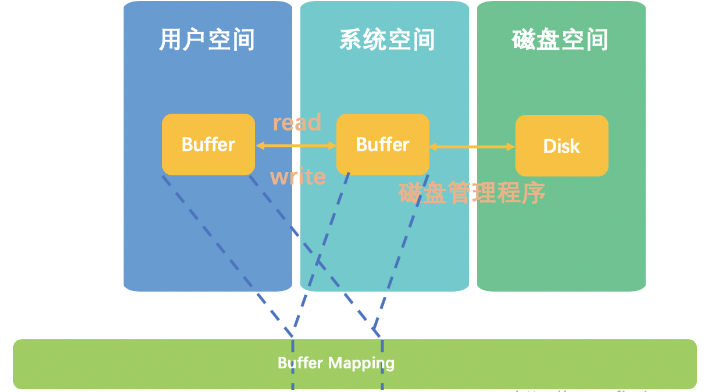 用户空间
系统空间
磁盘空间
read
Buffer
Buffer
Disk
write
磁盘管理程序
Buffer Mapping